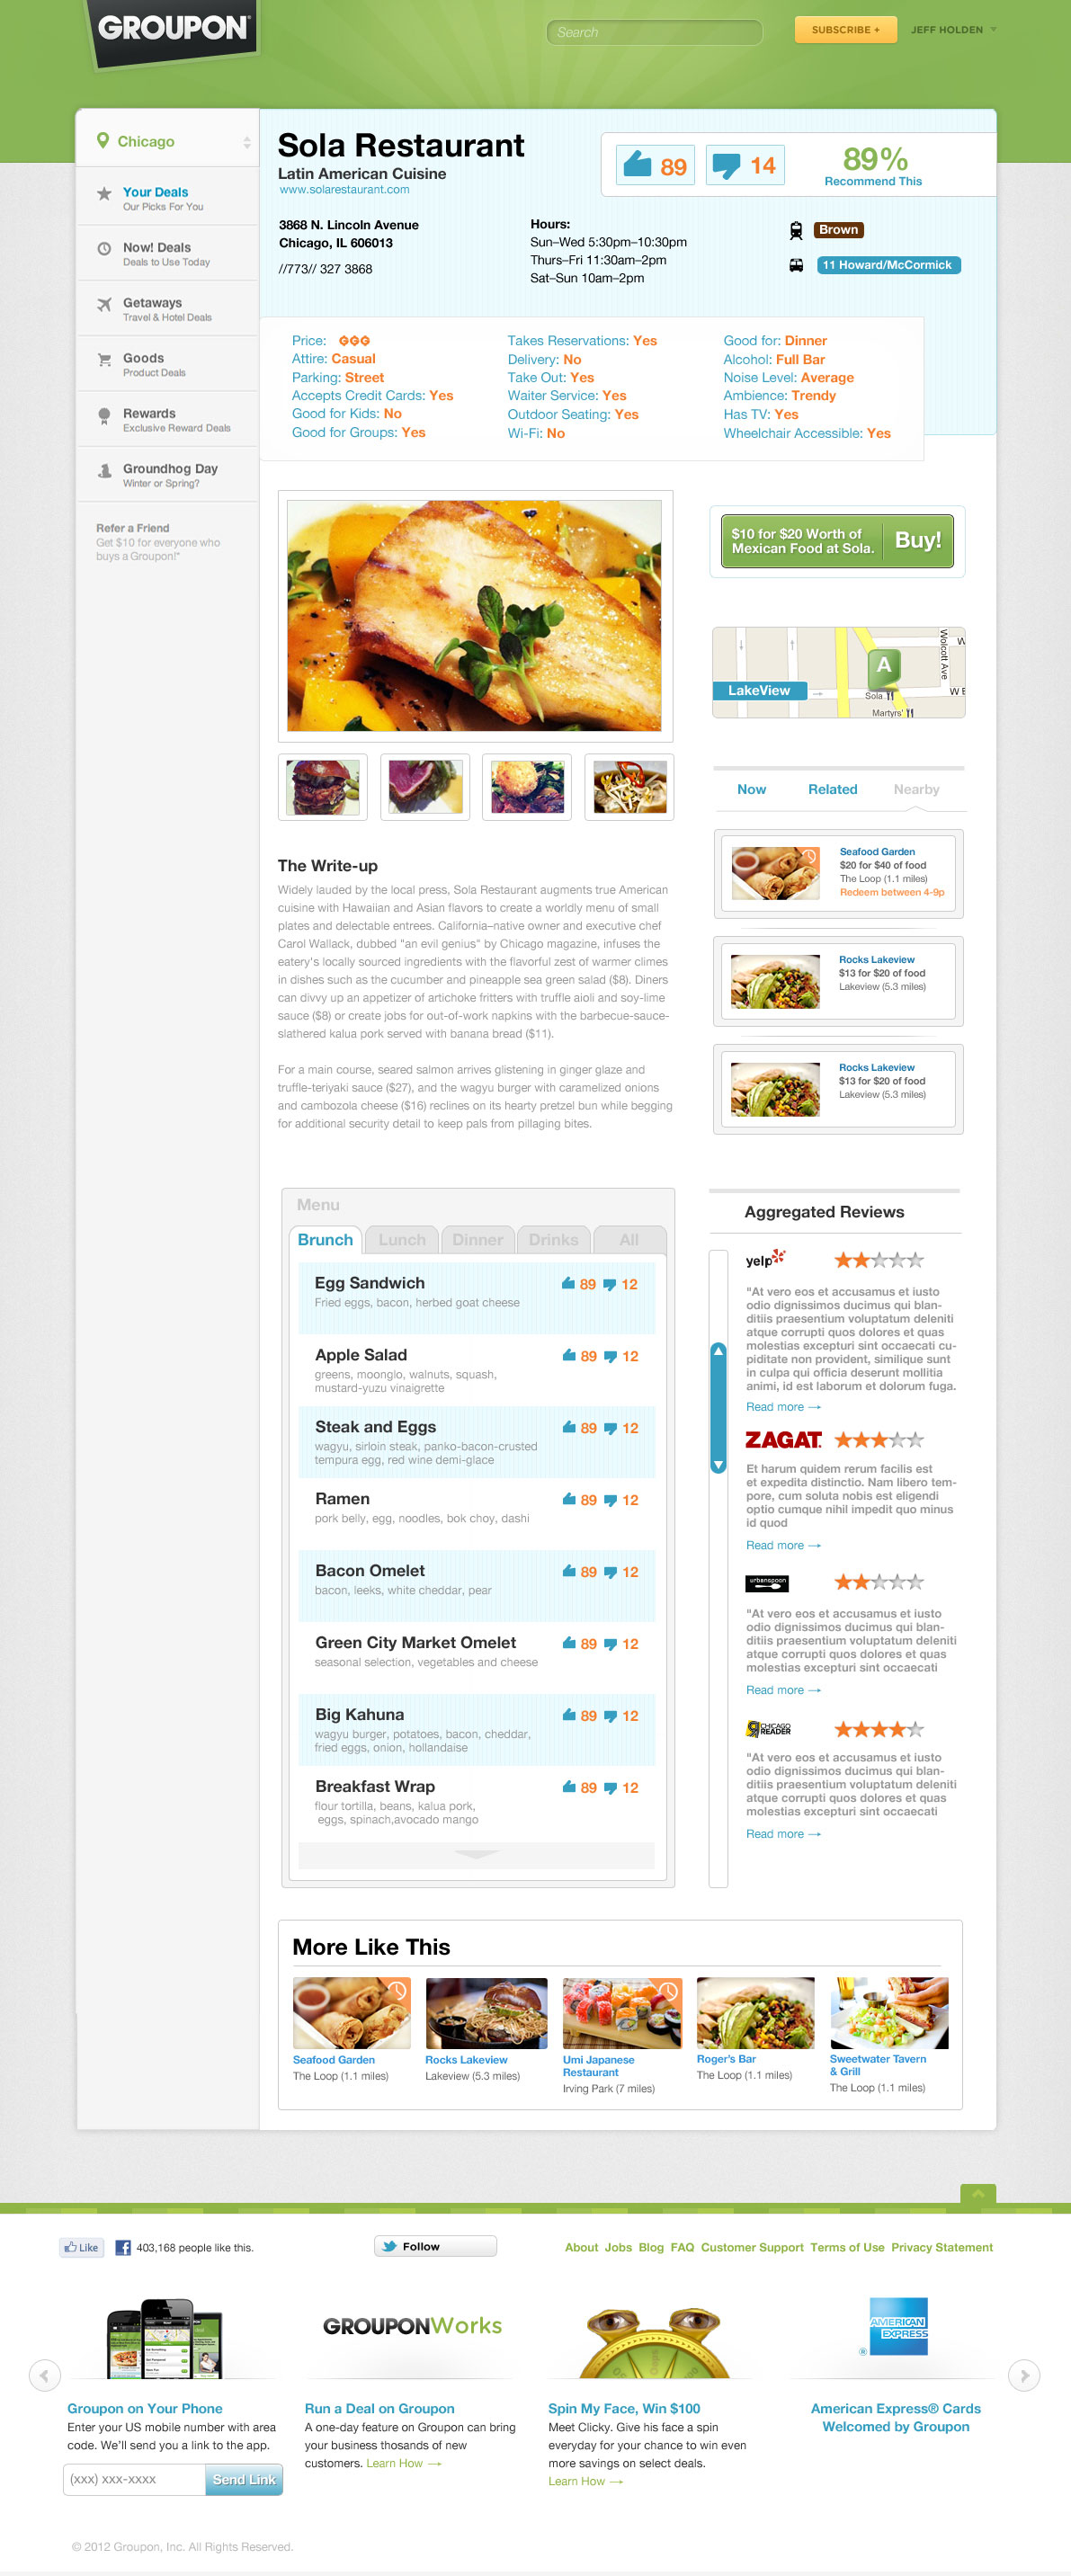 GROUPON
Search
SUBSCRIBE +
JEFF HOLDEN
Chicago
Your Deals
Our Picks For You
Now! Deals
Deals to Use Today
Getaways
Travel & Hotel Deals
Goods
Product Deals
Rewards
Exclusive Reward Deals
Groundhog Day
Winter or Spring?
Refer a Friend
Get $10 for everyone who
buys a Groupon!"
Sola Restaurant
Latin American Cuisine
www.solarestaurant.com
89
14
89%
Recommend This
3868 N. Lincoln Avenue
Chicago, IL 606013
//773// 327 3868
Hours:
Sun–Wed 5:30pm–10:30pm
Thurs–Fri 11:30am–2pm
Sat–Sun 10am–2pm
Brown
11 Howard/McCormick
Price:
Attire: Casual
Parking: Street
Accepts Credit Cards: Yes
Good for Kids: No
Good for Groups: Yes
Takes Reservations: Yes
Delivery: No
Take Out: Yes
Waiter Service: Yes
Outdoor Seating: Yes
Wi-Fi: No
Good for: Dinner
Alcohol: Full Bar
Noise Level: Average
Ambience: Trendy
Has TV: Yes
Wheelchair Accessible: Yes
$10 for $20 Worth of
Mexican Food at Sola.
Buy!
LakeView
A
Sola
Martyrs'
Wolcott Ave
W
W B
Now Related Nearby
Seafood Garden
$20 for $40 of food
The Loop (1.1 miles)
Redeem between 4-9p
Rocks Lakeview
$13 for $20 of food
Lakeview (5.3 miles)
Rocks Lakeview
$13 for $20 of food
Lakeview (5.3 miles)
The Write-up
Widely lauded by the local press, Sola Restaurant augments true American
cuisine with Hawaiian and Asian flavors to create a worldly menu of small
plates and delectable entrees. California–native owner and executive chef
Carol Wallack, dubbed "an evil genius" by Chicago magazine, infuses the
eatery's locally sourced ingredients with the flavorful zest of warmer climes
in dishes such as the cucumber and pineapple sea green salad ($8). Diners
can divvy up an appetizer of artichoke fritters with truffle aioli and soy-lime
sauce ($8) or create jobs for out-of-work napkins with the barbecue-sauce-
slathered kalua pork served with banana bread ($11).
For a main course, seared salmon arrives glistening in ginger glaze and
truffle-teriyaki sauce ($27), and the wagyu burger with caramelized onions
and cambozola cheese ($16) reclines on its hearty pretzel bun while begging
for additional security detail to keep pals from pillaging bites.
Menu
Brunch Lunch Dinner Drinks All
Egg Sandwich 89 12
Fried eggs, bacon, herbed goat cheese
Apple Salad 89 12
greens, moonglo, walnuts, squash,
mustard-yuzu vinaigrette
Steak and Eggs 89 12
wagyu, sirloin steak, panko-bacon-crusted
tempura egg, red wine demi-glace
Ramen 89 12
pork belly, egg, noodles, bok choy, dashi
Bacon Omelet 89 12
bacon, leeks, white cheddar, pear
Green City Market Omelet 89 12
seasonal selection, vegetables and cheese
Big Kahuna 89 12
wagyu burger, potatoes, bacon, cheddar,
fried eggs, onion, hollandaise
Breakfast Wrap 89 12
flour tortilla, beans, kalua pork,
eggs, spinach,avocado mango
Aggregated Reviews
yelp
"At vero eos et accusamus et iusto
odio dignissimos ducimus qui blan-
ditiis praesentium voluptatum deleniti
atque corrupti quos dolores et quas
molestias excepturi sint occaecati cu-
piditate non provident, similique sunt
in culpa qui officia deserunt mollitia
animi, id est laborum et dolorum fuga.
Read more →
ZAGAT
Et harum quidem rerum facilis est
et expedita distinctio. Nam libero tem-
pore, cum soluta nobis est eligendi
optio cumque nihil impedit quo minus
id quod
Read more →
urbanspoon
"At vero eos et accusamus et iusto
odio dignissimos ducimus qui blan-
ditiis praesentium voluptatum deleniti
atque corrupti quos dolores et quas
molestias excepturi sint occaecati
Read more →
CHICAGO
READER
"At vero eos et accusamus et iusto
odio dignissimos ducimus qui blan-
ditiis praesentium voluptatum deleniti
atque corrupti quos dolores et quas
molestias excepturi sint occaecati
Read more →
More Like This
Seafood Garden
The Loop (1.1 miles)
Rocks Lakeview
Lakeview (5.3 miles)
Umi Japanese
Restaurant
Irving Park (7 miles)
Roger's Bar
The Loop (1.1 miles)
Sweetwater Tavern
& Grill
The Loop (1.1 miles)
Like
403,168 people like this.
Follow
About Jobs Blog FAQ Customer Support Terms of Use Privacy Statement
Groupon on Your Phone
Enter your US mobile number with area
code. We'll send you a link to the app.
(xxx) xxx-xxxx
Send Link
GROUPONWorks
Run a Deal on Groupon
A one-day feature on Groupon can bring
your business thosands of new
customers. Learn How →
Spin My Face, Win $100
Meet Clicky. Give his face a spin
everyday for your chance to win even
more savings on select deals.
Learn How →
AMERICAN
EXPRESS
®
American Express® Cards
Welcomed by Groupon
© 2012 Groupon, Inc. All Rights Reserved.